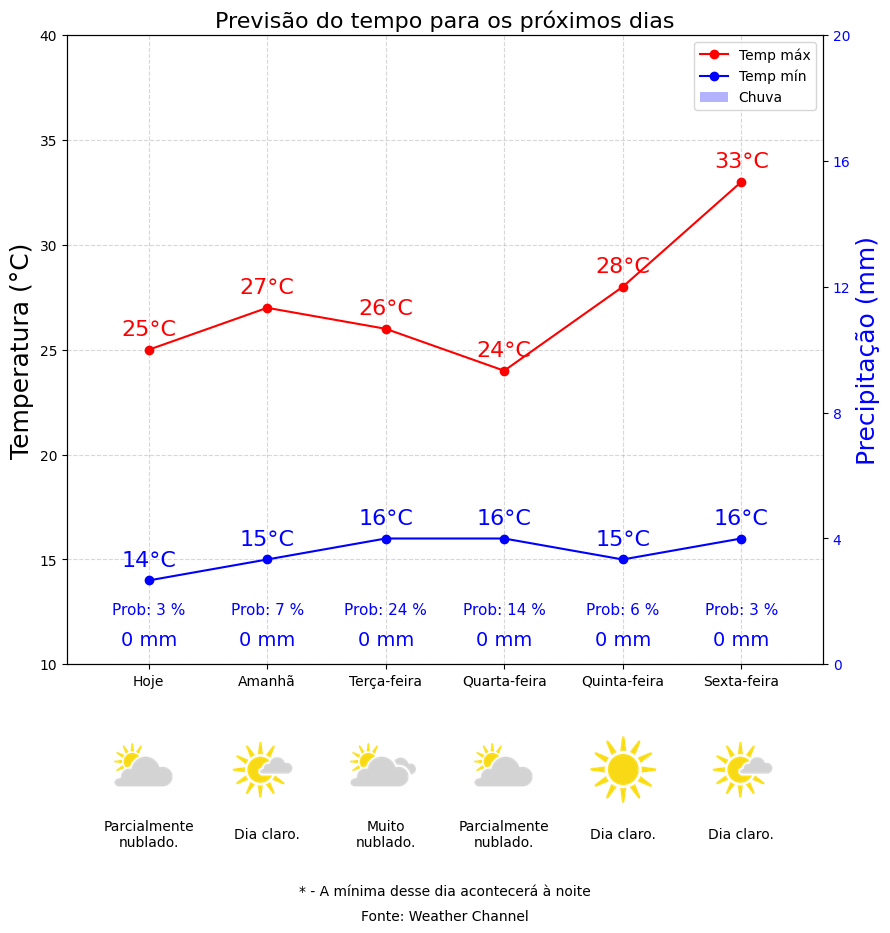 Previsão do tempo para os próximos dias
Temp máx
Temp mín
Chuva
Temperatura (°C)
40
35
30
25
20
15
10
Precipitação (mm)
20
16
12
8
4
0
25°C
27°C
26°C
24°C
28°C
33°C
14°C
15°C
16°C
16°C
15°C
16°C
Prob: 3 %
Prob: 7 %
Prob: 24 %
Prob: 14 %
Prob: 6 %
Prob: 3 %
0 mm
0 mm
0 mm
0 mm
0 mm
0 mm
Hoje
Amanhã
Terça-feira
Quarta-feira
Quinta-feira
Sexta-feira
Parcialmente
nublado.
Dia claro.
Muito
nublado.
Parcialmente
nublado.
Dia claro.
Dia claro.
* - A mínima desse dia acontecerá à noite
Fonte: Weather Channel